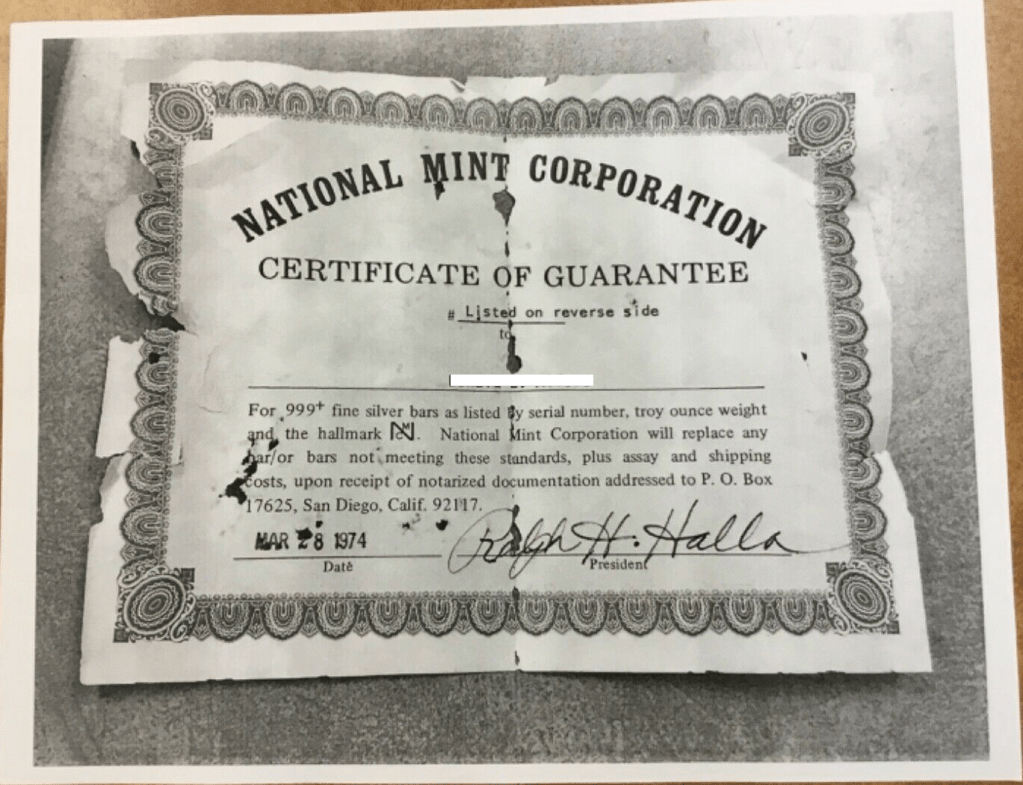 NATIONAL MINT CORPORATION
CERTIFICATE OF GUARANTEE
# Listed on reverse side
to
For .999+ fine silver bars as listed by serial number, troy ounce weight
and the hallmark N. National Mint Corporation will replace any
bar/or bars not meeting these standards, plus assay and shipping
costs, upon receipt of notarized documentation addressed to P. O. Box
17625, San Diego, Calif. 92117.
MAR 28 1974 Ralph H. Halla
Date President